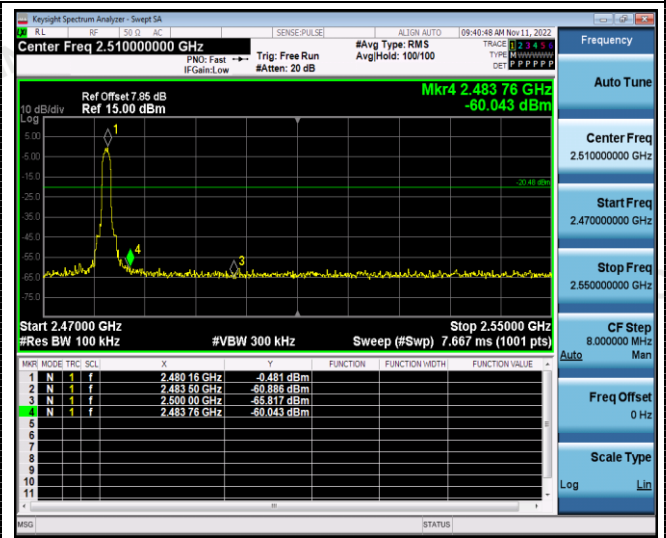 Keysight Spectrum Analyzer - Swept SA
RL RF 50 Ω AC SENSE:PULSE ALIGN AUTO 09:40:48 AM Nov 11, 2022
Center Freq 2.510000000 GHz
PNO: Fast
IFGain:Low
Trig: Free Run
#Atten: 20 dB
#Avg Type: RMS
Avg|Hold: 100/100
TRACE 1 2 3 4 5 6
TYPE M W W W W W
DET P P P P P P
Frequency
Ref Offset 7.85 dB
10 dB/div Ref 15.00 dBm
Log
Mkr4 2.483 76 GHz
-60.043 dBm
5.00
-5.00
-15.0
-25.0
-35.0
-45.0
-55.0
-65.0
-75.0
1
4
3
-20.48 dBm
Start 2.47000 GHz Stop 2.55000 GHz
#Res BW 100 kHz #VBW 300 kHz Sweep (#Swp) 7.667 ms (1001 pts)
MKR MODE TRC SCL X Y FUNCTION FUNCTION WIDTH FUNCTION VALUE
1 N 1 f 2.480 16 GHz -0.481 dBm
2 N 1 f 2.483 50 GHz -60.886 dBm
3 N 1 f 2.500 00 GHz -65.817 dBm
4 N 1 f 2.483 76 GHz -60.043 dBm
5
6
7
8
9
10
11
MSG STATUS
Auto Tune
Center Freq
2.510000000 GHz
Start Freq
2.470000000 GHz
Stop Freq
2.550000000 GHz
CF Step
8.000000 MHz
Auto Man
Freq Offset
0 Hz
Scale Type
Log Lin